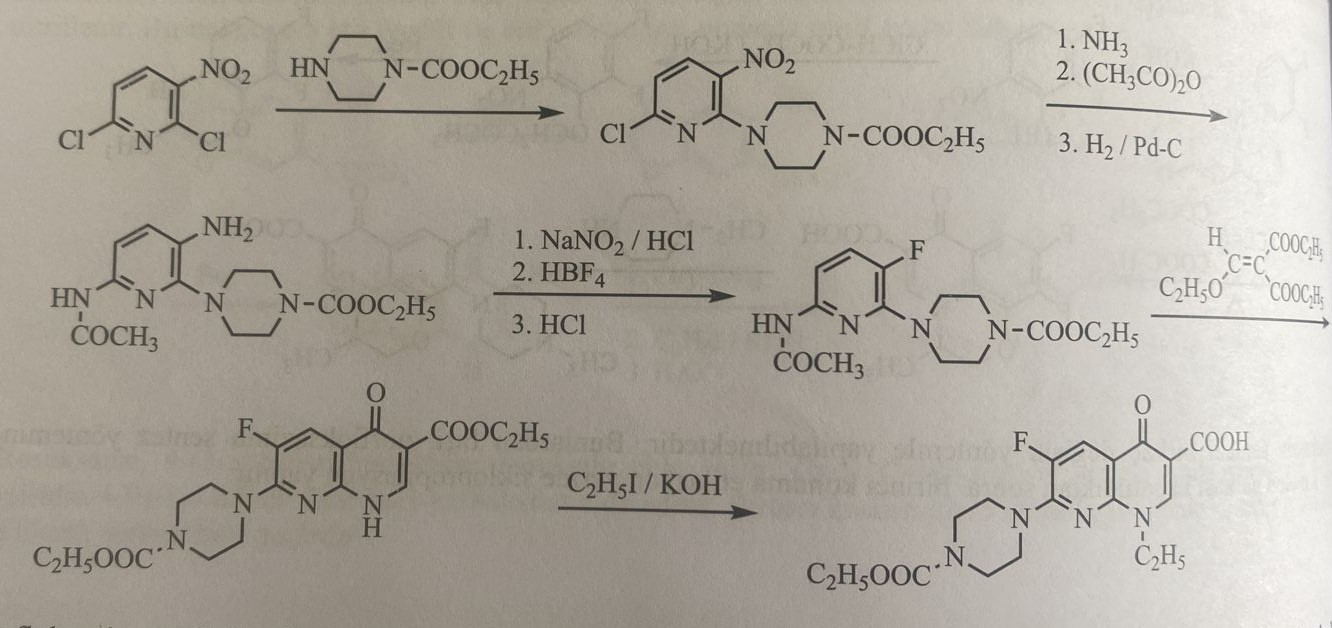 NO₂
Cl
N
Cl
HN
N-COOC₂H₅
NO₂
Cl
N
N
N-COOC₂H₅
1. NH₃
2. (CH₃CO)₂O
3. H₂ / Pd-C
NH₂
HN
N
N
N-COOC₂H₅
COCH₃
1. NaNO₂ / HCl
2. HBF₄
3. HCl
F
HN
N
N
N-COOC₂H₅
COCH₃
H
COOC₂H₅
C=C
C₂H₅O
COOC₂H₅
O
F
COOC₂H₅
N
N
N
H
N
C₂H₅OOC
C₂H₅I / KOH
O
F
COOH
N
N
N
N
C₂H₅
C₂H₅OOC